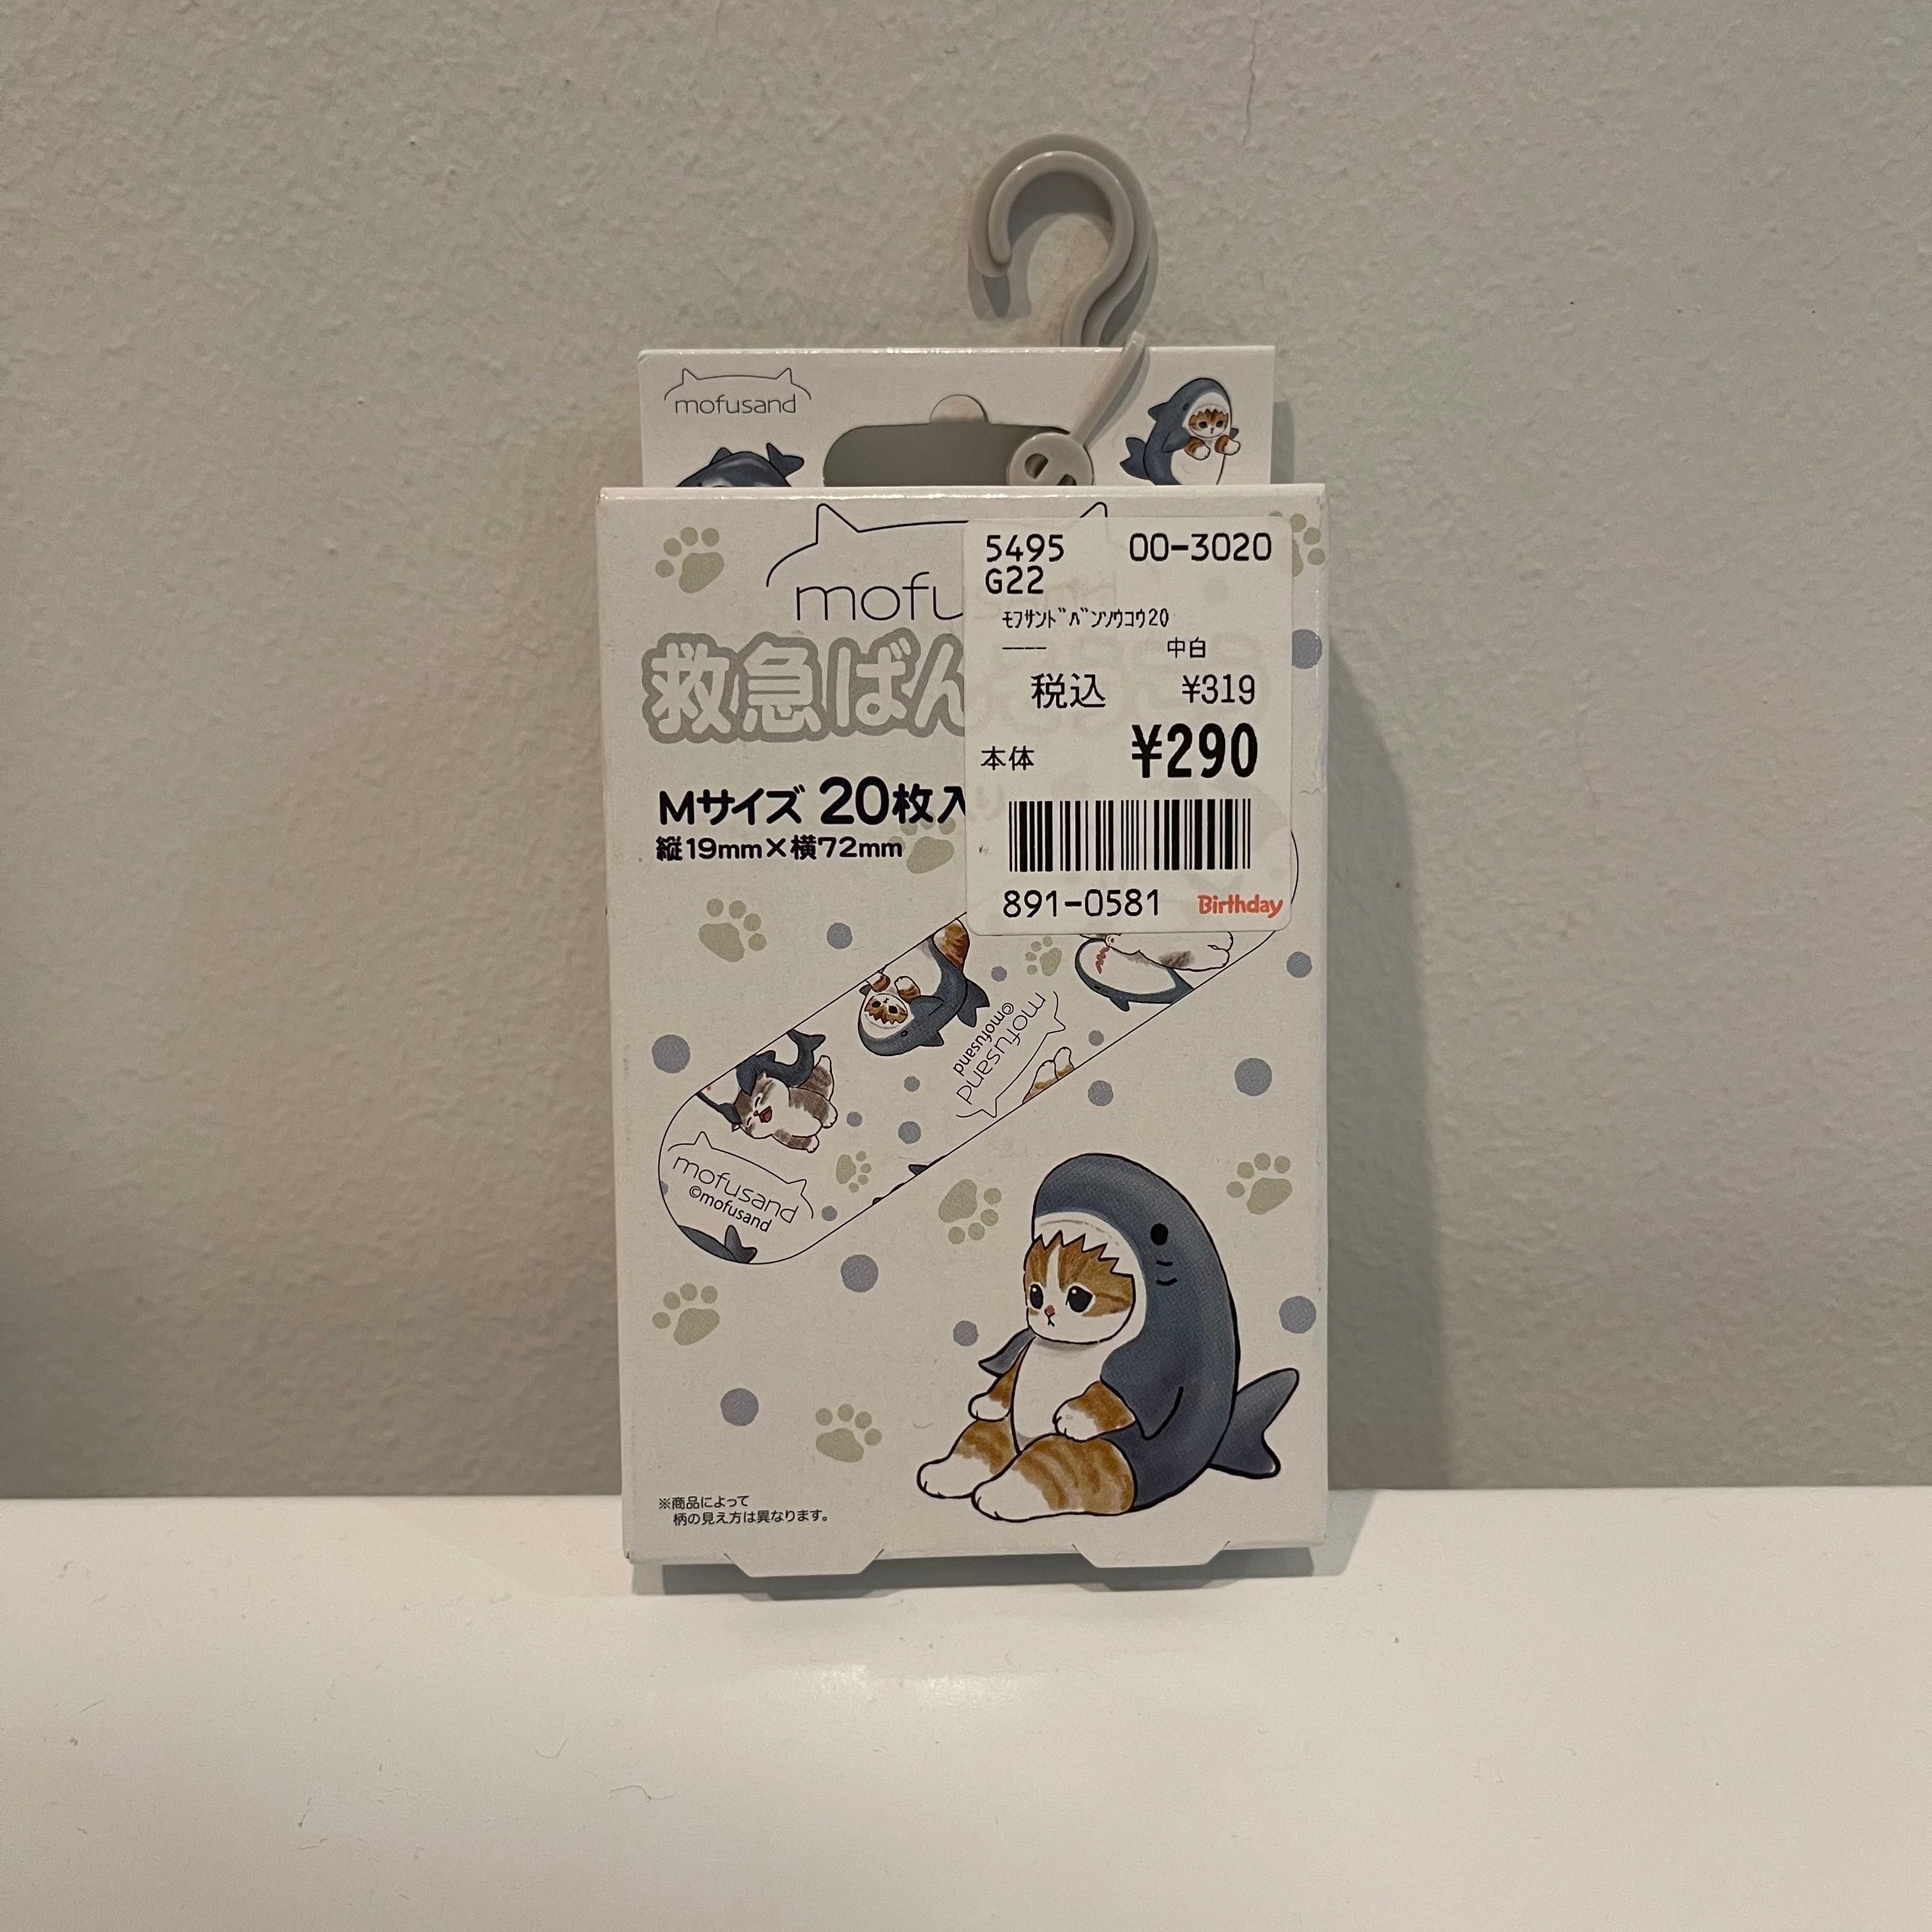 mofusand
mofu
救急ばん
Mサイズ 20枚入
縦19mm×横72mm
5495 00-3020
G22
ﾓﾌｻﾝﾄﾞﾊﾞﾝｿｳｺｳ20
---- 中白
税込 ¥319
本体 ¥290
891-0581 Birthday
mofusand
©mofusand
mofusand
©mofusand
※商品によって
柄の見え方は異なります。